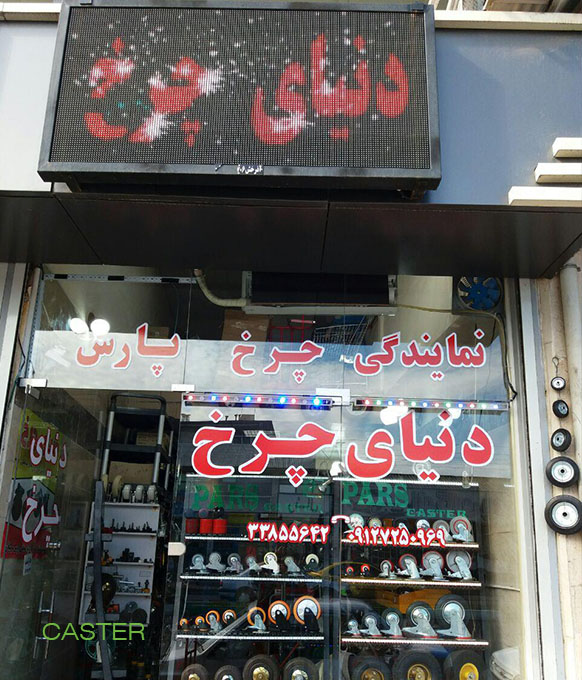 دنیای چرخ
نمایندگی چرخ پارس
دنیای چرخ
PARS PARS
CASTER
۳۳۸۵۵۶۴۲ ۰۹۱۲۷۲۵۰۹۶۹
دنیای
چرخ
CASTER